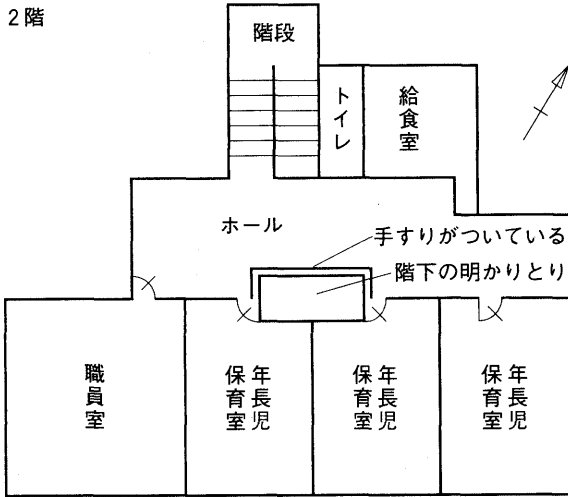 2階
階段
トイレ
給食室
ホール
手すりがついている
階下の明かりとり
職員室
年長児
保育室
年長児
保育室
年長児
保育室